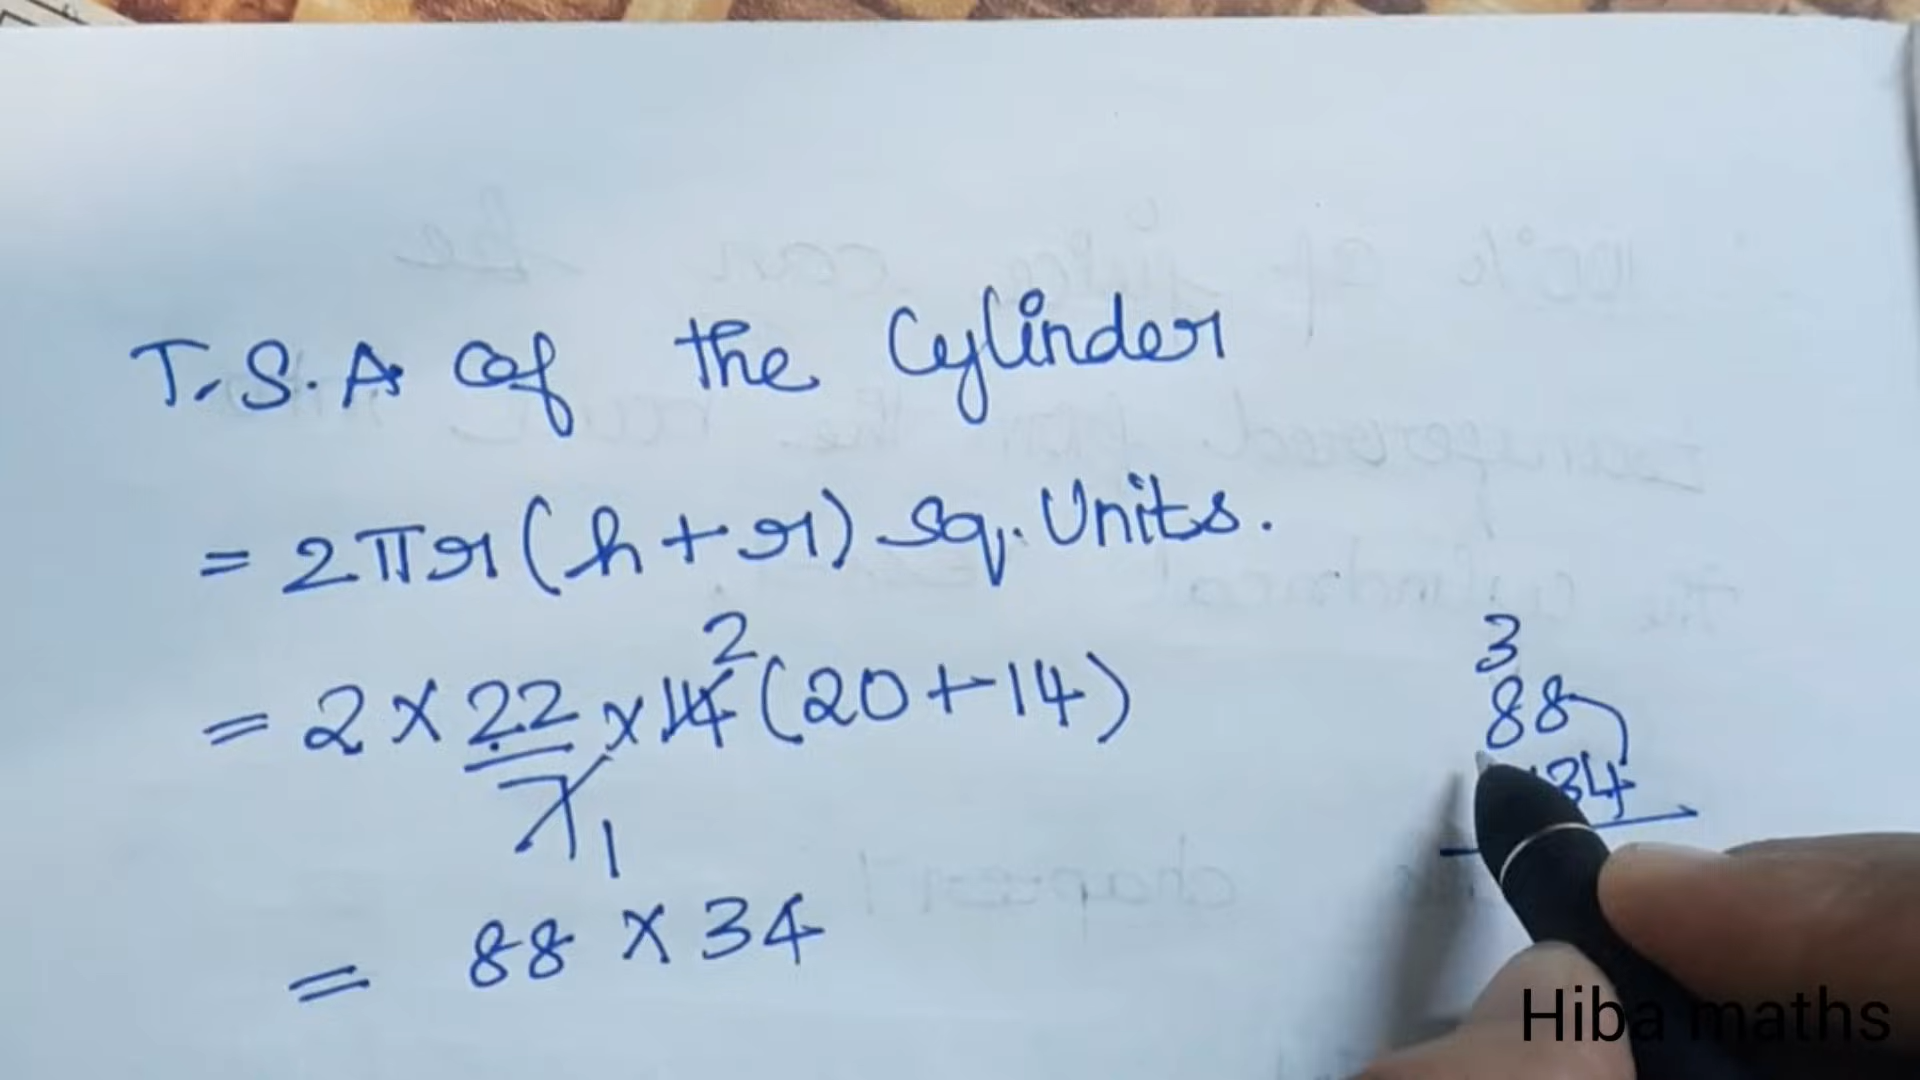 T.S.A of the Cylinder
= 2πr(h+r) Sq. Units.
= 2 × 22/7 × 14 (20+14)
2
1
= 88 × 34
3
88
34
Hiba maths